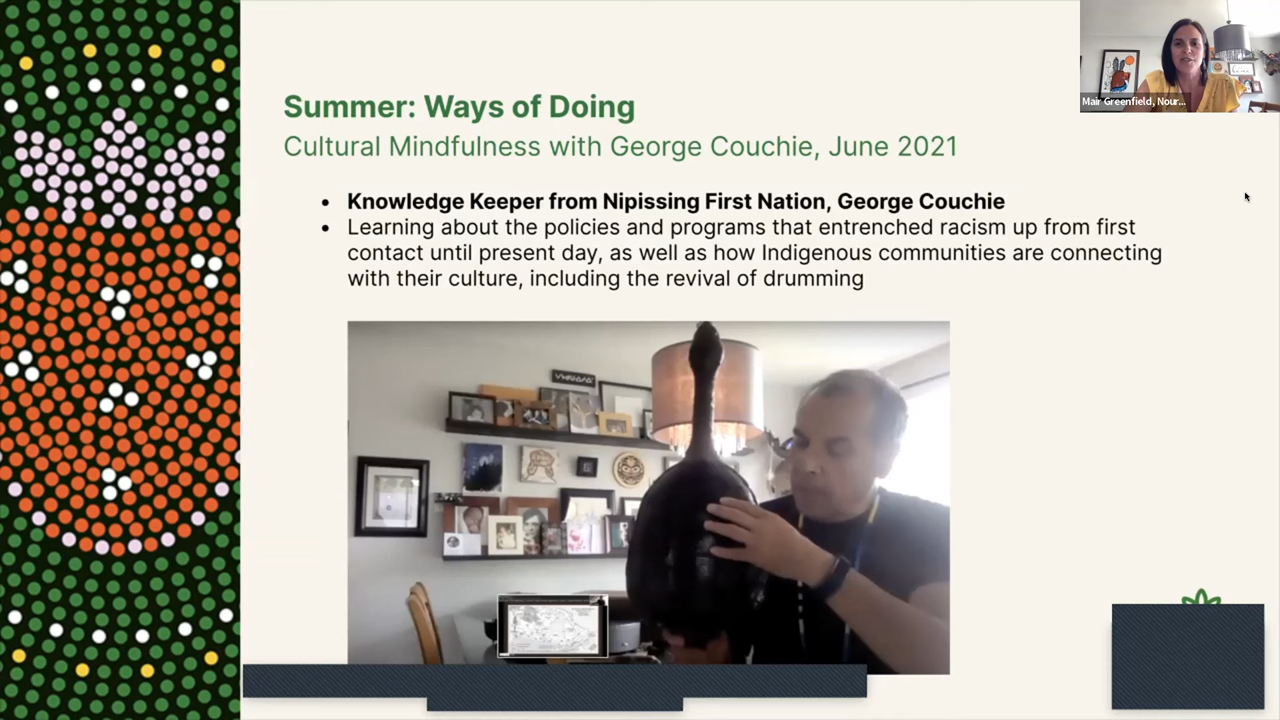 Summer: Ways of Doing
Cultural Mindfulness with George Couchie, June 2021
Knowledge Keeper from Nipissing First Nation, George Couchie
Learning about the policies and programs that entrenched racism up from first
contact until present day, as well as how Indigenous communities are connecting
with their culture, including the revival of drumming
Mair Greenfield, Nour...